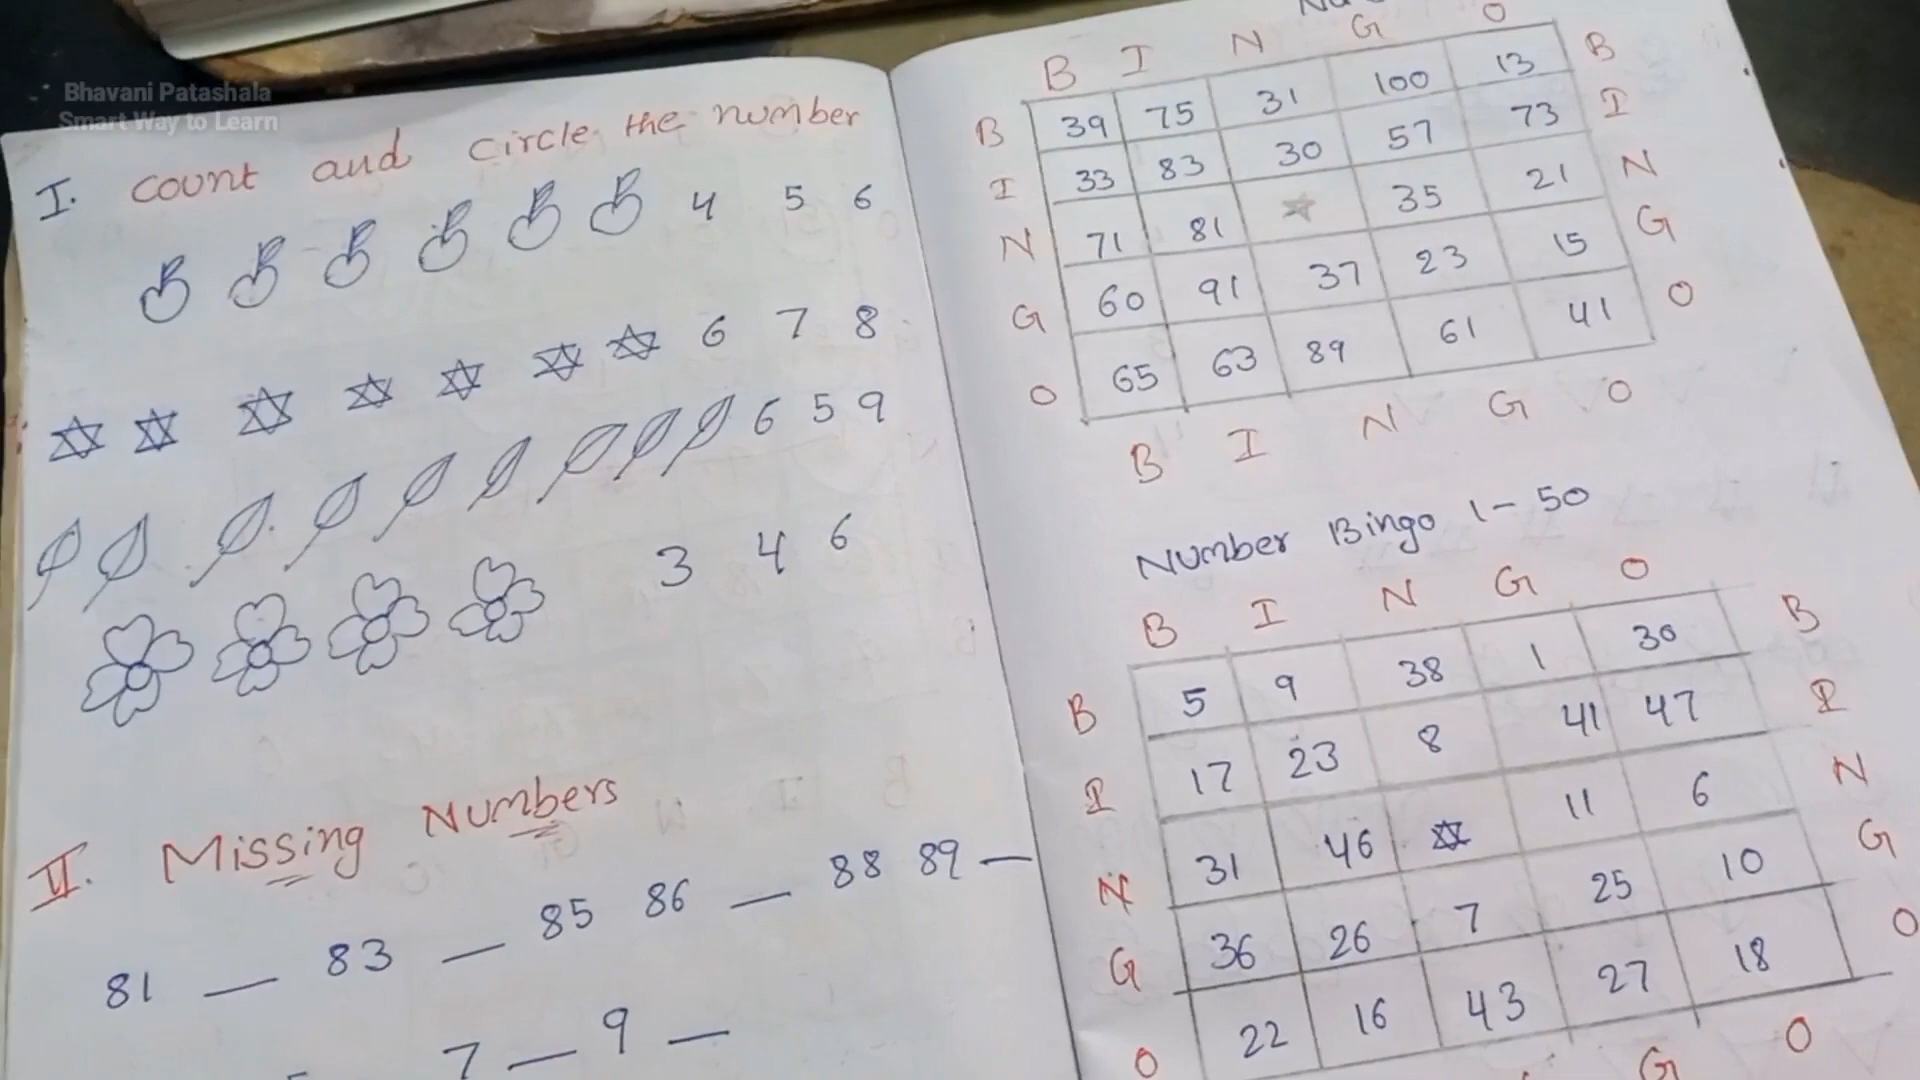 Bhavani Patashala
Smart Way to Learn
I. Count and circle the number
4 5 6
6 7 8
6 5 9
3 4 6
II. Missing Numbers
81 — 83 — 85 86 — 88 89 —
7 — 9 —
B I N G O
B 39 75 31 100 13 B
I 33 83 30 57 73 I
N 71 81 35 21 N
G 60 91 37 23 15 G
O 65 63 89 61 41 O
B I N G O
Number Bingo 1 - 50
B I N G O
B 5 9 38 1 30 B
I 17 23 8 41 47 I
N 31 46 11 6 N
G 36 26 7 25 10 G
O 22 16 43 27 18 O
G O